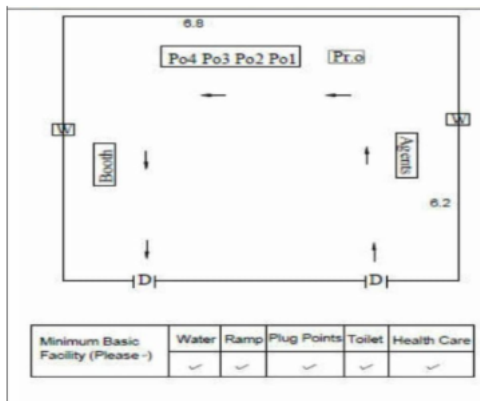 6.8
Po4 Po3 Po2 Po1
Pr.o
W
W
Booth
Agents
6.2
D
D
Minimum Basic Facility (Please -)
Water
Ramp
Plug Points
Toilet
Health Care
✓ ✓ ✓ ✓ ✓